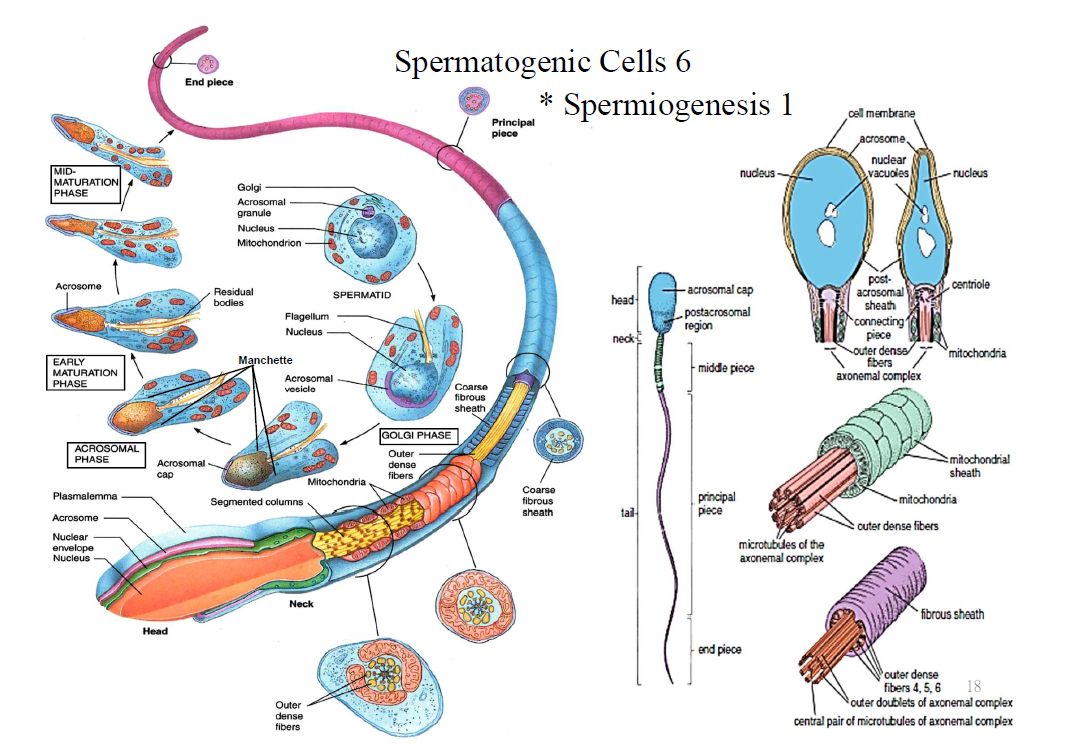 Spermatogenic Cells 6
* Spermiogenesis 1
End piece
Principal
piece
MID-
MATURATION
PHASE
Golgi
Acrosomal
granule
Nucleus
Mitochondrion
SPERMATID
Acrosome
Residual
bodies
Flagellum
Nucleus
EARLY
MATURATION
PHASE
Manchette
Acrosomal
vesicle
Coarse
fibrous
sheath
GOLGI PHASE
ACROSOMAL
PHASE
Acrosomal
cap
Outer
dense
fibers
Mitochondria
Segmented columns
Coarse
fibrous
sheath
Plasmalemma
Acrosome
Nuclear
envelope
Nucleus
Neck
Head
Outer
dense
fibers
head
neck
tail
acrosomal cap
postacrosomal
region
middle piece
principal
piece
end piece
cell membrane
acrosome
nuclear
vacuoles
nucleus
nucleus
post-
acrosomal
sheath
centriole
connecting
piece
outer dense
fibers
mitochondria
axonemal complex
mitochondrial
sheath
mitochondria
outer dense fibers
microtubules of the
axonemal complex
fibrous sheath
outer dense
fibers 4, 5, 6
18
outer doublets of axonemal complex
central pair of microtubules of axonemal complex